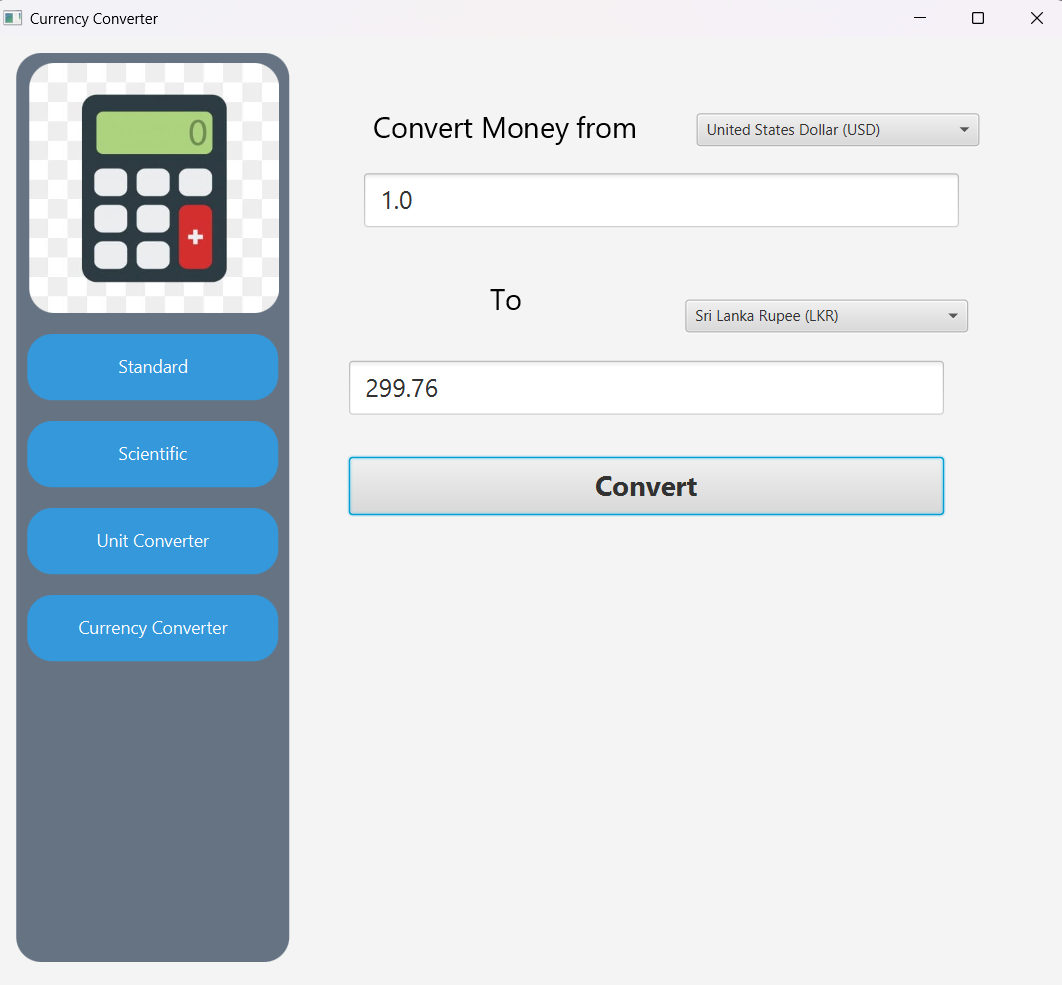 Currency Converter
0
+
Standard
Scientific
Unit Converter
Currency Converter
Convert Money from
United States Dollar (USD)
1.0
To
Sri Lanka Rupee (LKR)
299.76
Convert